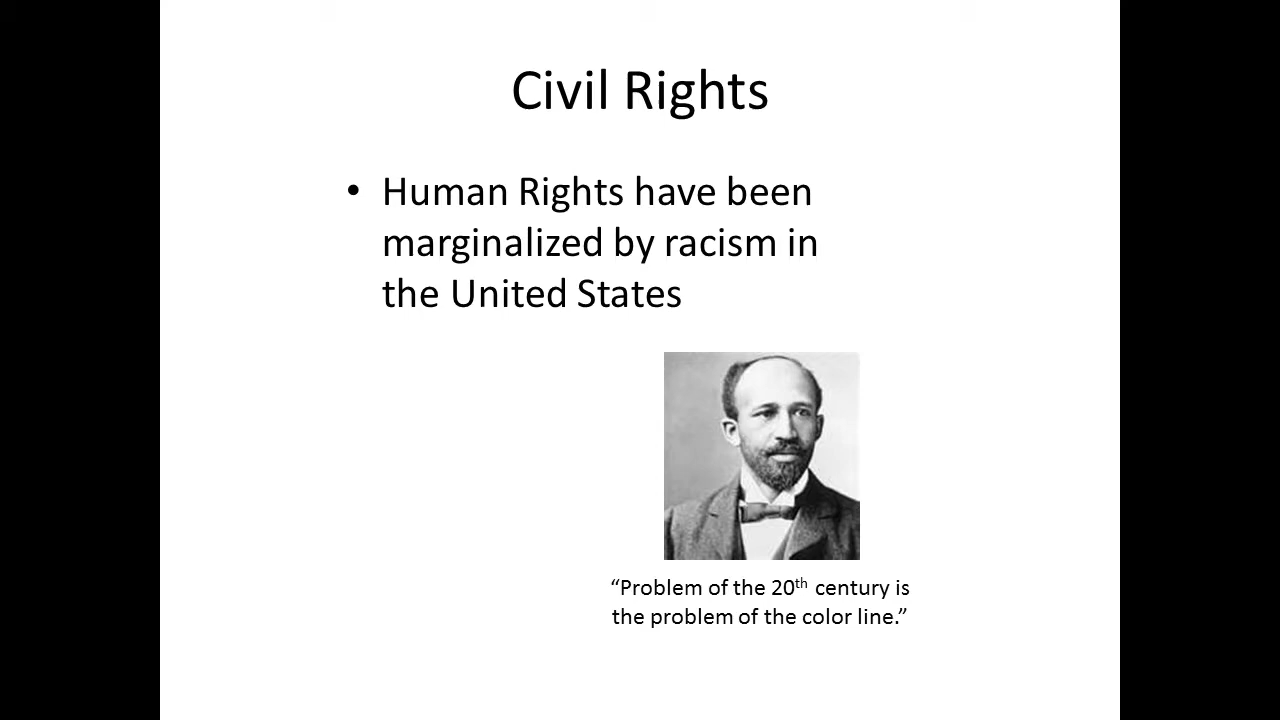 Civil Rights
• Human Rights have been
marginalized by racism in
the United States
“Problem of the 20th century is
the problem of the color line.”